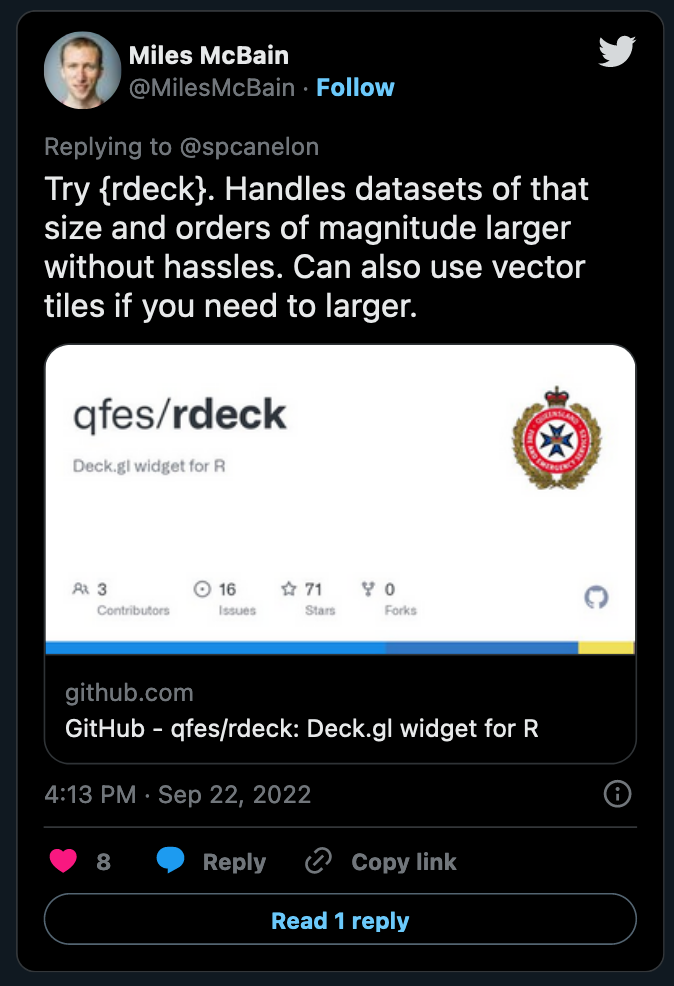 Miles McBain
@MilesMcBain · Follow
Replying to @spcanelon
Try {rdeck}. Handles datasets of that
size and orders of magnitude larger
without hassles. Can also use vector
tiles if you need to larger.
qfes/rdeck
Deck.gl widget for R
QUEENSLAND
FIRE AND EMERGENCY SERVICES
3 16 71 0
Contributors Issues Stars Forks
github.com
GitHub - qfes/rdeck: Deck.gl widget for R
4:13 PM · Sep 22, 2022
8 Reply Copy link
Read 1 reply